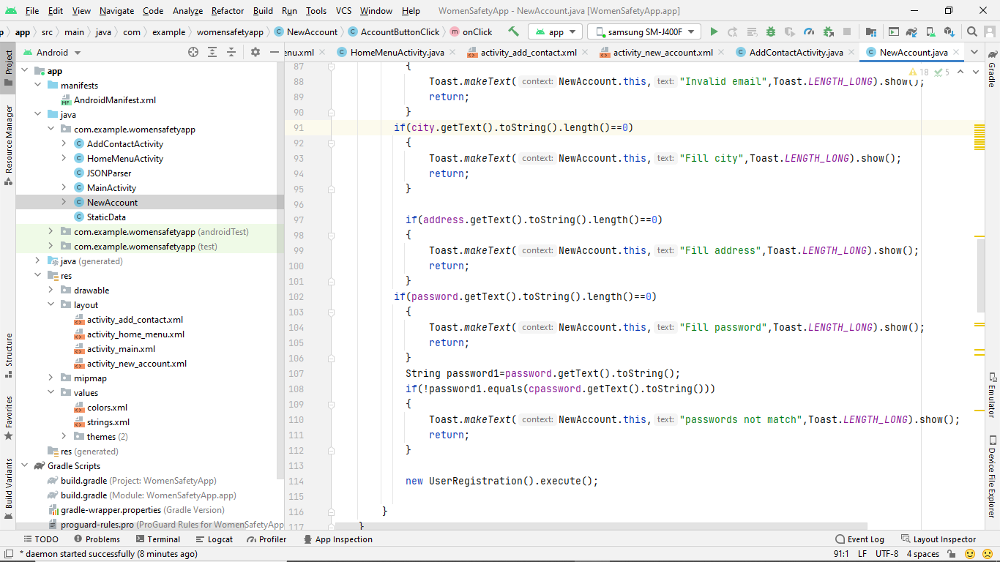 File Edit View Navigate Code Analyze Refactor Build Run Tools VCS Window Help WomenSafetyApp - NewAccount.java [WomenSafetyApp.app]
p app src main java com example womensafetyapp NewAccount AccountButtonClick onClick app samsung SM-J400F
Android enu.xml HomeMenuActivity.java activity_add_contact.xml activity_new_account.xml AddContactActivity.java NewAccount.java
Project
Resource Manager
Structure
Favorites
Build Variants
app
manifests
AndroidManifest.xml
java
com.example.womensafetyapp
AddContactActivity
HomeMenuActivity
JSONParser
MainActivity
NewAccount
StaticData
com.example.womensafetyapp (androidTest)
com.example.womensafetyapp (test)
java (generated)
res
drawable
layout
activity_add_contact.xml
activity_home_menu.xml
activity_main.xml
activity_new_account.xml
mipmap
values
colors.xml
strings.xml
themes (2)
res (generated)
Gradle Scripts
build.gradle (Project: WomenSafetyApp)
build.gradle (Module: WomenSafetyApp.app)
gradle-wrapper.properties (Gradle Version)
proguard-rules.pro (ProGuard Rules for WomenSafetyApp
18 5
87 {
88 Toast.makeText( context: NewAccount.this, text: "Invalid email",Toast.LENGTH_LONG).show();
89 return;
90 }
91 if(city.getText().toString().length()==0)
92 {
93 Toast.makeText( context: NewAccount.this, text: "Fill city",Toast.LENGTH_LONG).show();
94 return;
95 }
96
97 if(address.getText().toString().length()==0)
98 {
99 Toast.makeText( context: NewAccount.this, text: "Fill address",Toast.LENGTH_LONG).show();
100 return;
101 }
102 if(password.getText().toString().length()==0)
103 {
104 Toast.makeText( context: NewAccount.this, text: "Fill password",Toast.LENGTH_LONG).show();
105 return;
106 }
107 String password1=password.getText().toString();
108 if(!password1.equals(cpassword.getText().toString()))
109 {
110 Toast.makeText( context: NewAccount.this, text: "passwords not match",Toast.LENGTH_LONG).show();
111 return;
112 }
113
114 new UserRegistration().execute();
115
116 }
117 }
Gradle
Emulator
Device File Explorer
TODO Problems Terminal Logcat Profiler App Inspection Event Log Layout Inspector
* daemon started successfully (8 minutes ago) 91:1 LF UTF-8 4 spaces